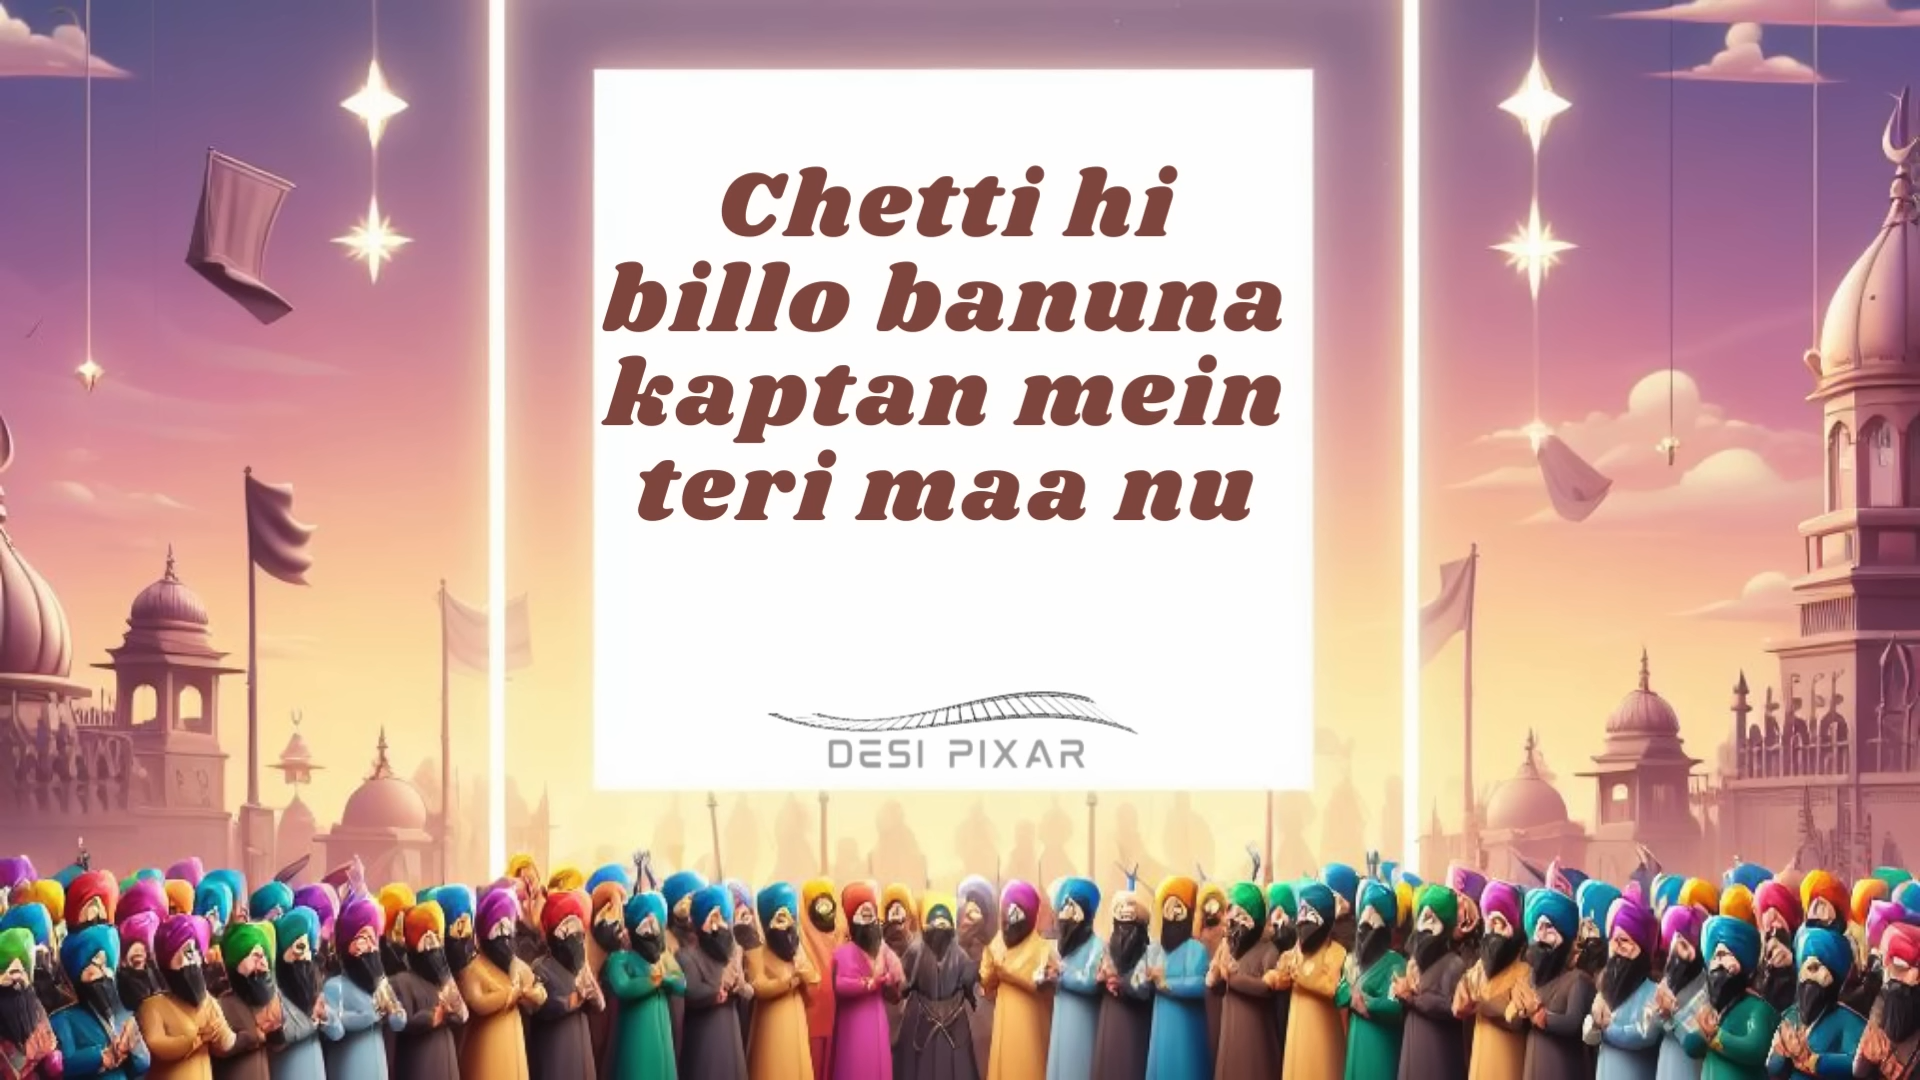 Chetti hi
billo banuna
kaptan mein
teri maa nu
DESI PIXAR